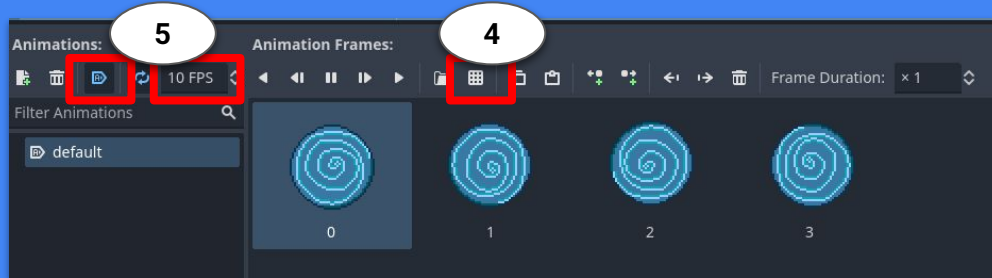 5
4
Animations:
Animation Frames:
10 FPS
Frame Duration: × 1
Filter Animations
default
0
1
2
3